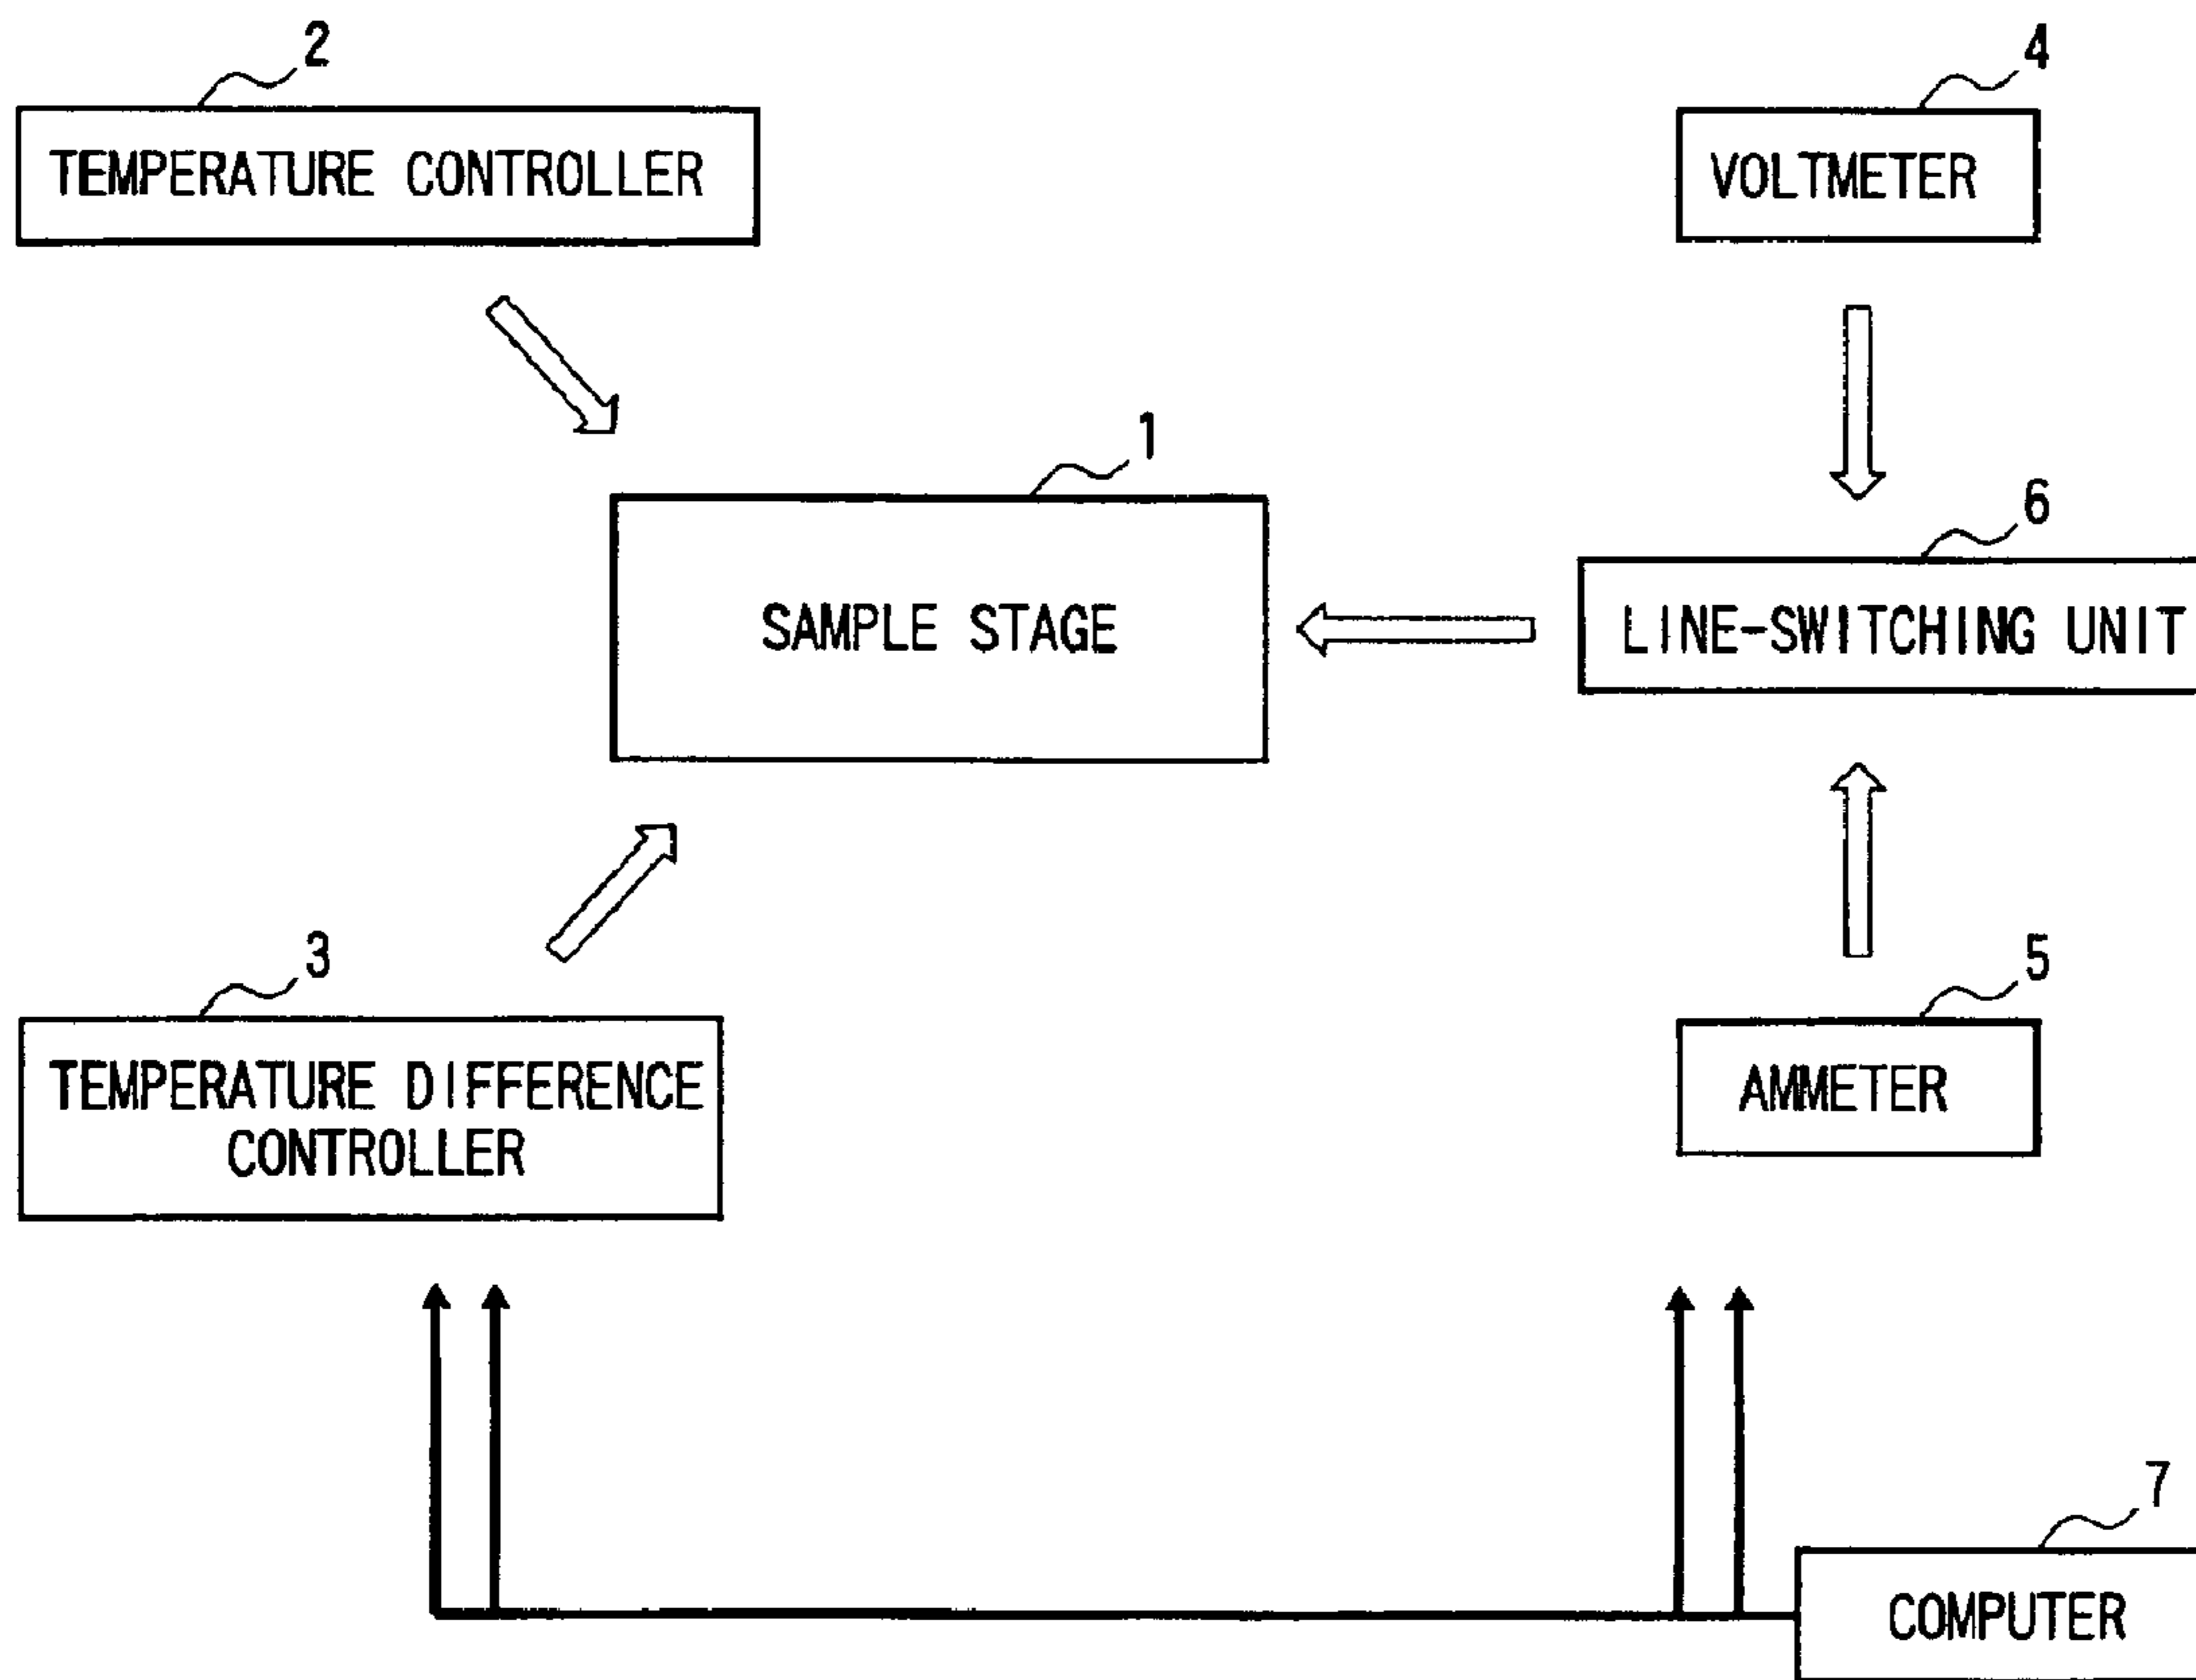 2
TEMPERATURE CONTROLLER
4
VOLTMETER
1
SAMPLE STAGE
6
LINE-SWITCHING UNIT
3
TEMPERATURE DIFFERENCE
CONTROLLER
5
AMMETER
7
COMPUTER